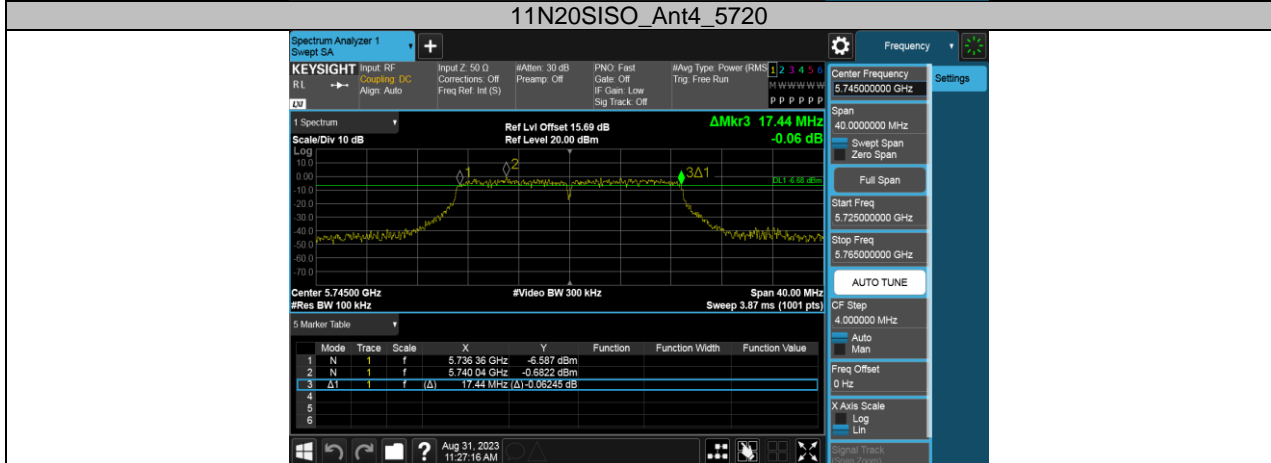 11N20SISO_Ant4_5720
Spectrum Analyzer 1
Swept SA
+
Frequency
KEYSIGHT Input: RF Input Z: 50 Ω #Atten: 30 dB PNO: Fast #Avg Type: Power (RMS 1 2 3 4 5 6
RL Coupling: DC Corrections: Off Preamp: Off Gate: Off Trig: Free Run M W W W W W
Align: Auto Freq Ref: Int (S) IF Gain: Low
Sig Track: Off P P P P P P
LXI
Center Frequency
5.745000000 GHz
Settings
1 Spectrum
Ref Lvl Offset 15.69 dB ΔMkr3 17.44 MHz
Scale/Div 10 dB Ref Level 20.00 dBm -0.06 dB
Log
10.0
0.00
-10.0
-20.0
-30.0
-40.0
-50.0
-60.0
-70.0
1
2
3Δ1
DL1 -6.68 dBm
Center 5.74500 GHz #Video BW 300 kHz Span 40.00 MHz
#Res BW 100 kHz Sweep 3.87 ms (1001 pts)
Span
40.0000000 MHz
Swept Span
Zero Span
Full Span
Start Freq
5.725000000 GHz
Stop Freq
5.765000000 GHz
AUTO TUNE
CF Step
4.000000 MHz
Auto
Man
Freq Offset
0 Hz
X Axis Scale
Log
Lin
Signal Track
(Span Zoom)
5 Marker Table
Mode Trace Scale X Y Function Function Width Function Value
1 N 1 f 5.736 36 GHz -6.587 dBm
2 N 1 f 5.740 04 GHz -0.6822 dBm
3 Δ1 1 f (Δ) 17.44 MHz (Δ) -0.06245 dB
4
5
6
?
Aug 31, 2023
11:27:16 AM